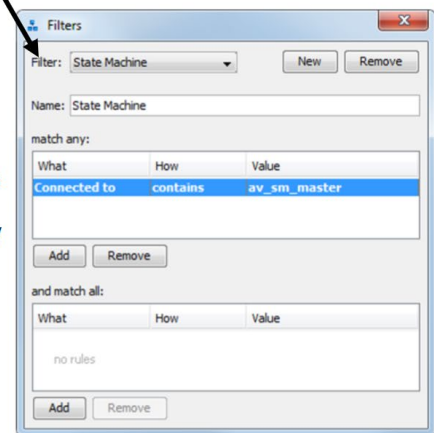 Filters
Filter: State Machine New Remove
Name: State Machine
match any:
What How Value
Connected to contains av_sm_master
Add Remove
and match all:
What How Value
no rules
Add Remove